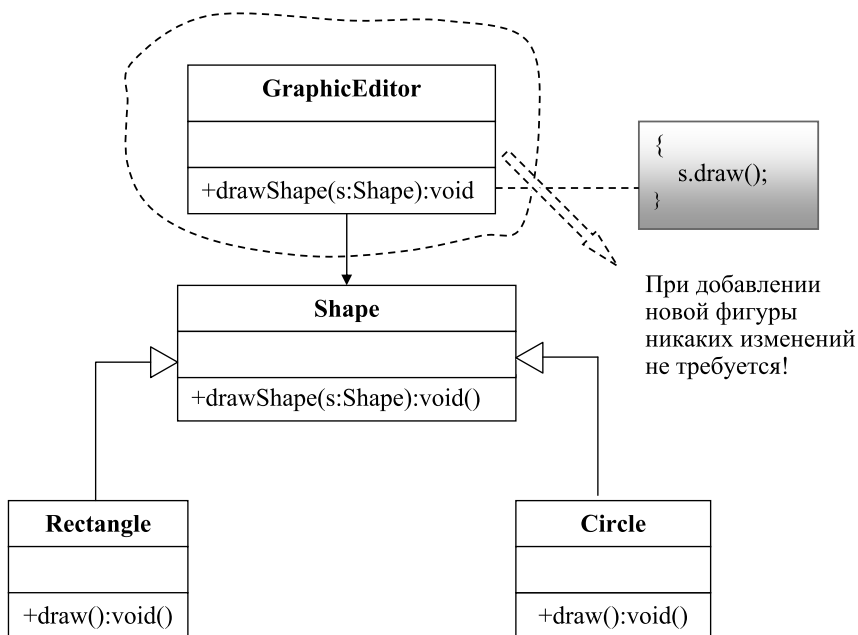 GraphicEditor
+drawShape(s:Shape):void
{
s.draw();
}
При добавлении
новой фигуры
никаких изменений
не требуется!
Shape
+drawShape(s:Shape):void()
Rectangle
+draw():void()
Circle
+draw():void()